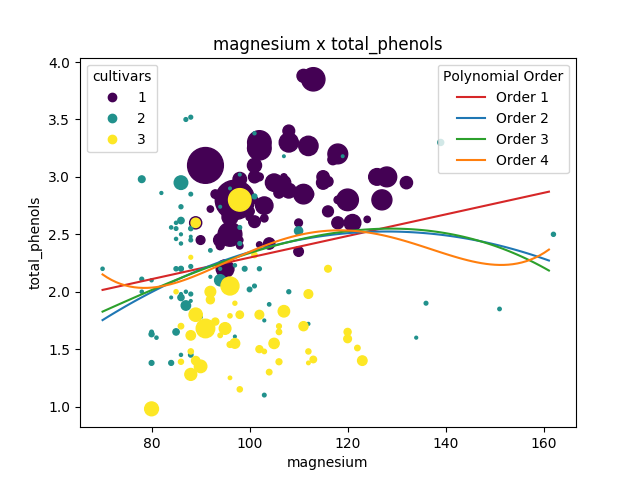 magnesium x total_phenols
cultivars
1
2
3
Polynomial Order
Order 1
Order 2
Order 3
Order 4
4.0
3.5
3.0
2.5
2.0
1.5
1.0
total_phenols
80 100 120 140 160
magnesium